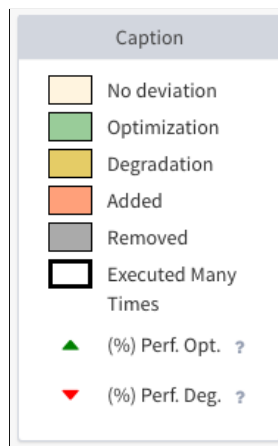 Caption
No deviation
Optimization
Degradation
Added
Removed
Executed Many
Times
(%) Perf. Opt. ?
(%) Perf. Deg. ?